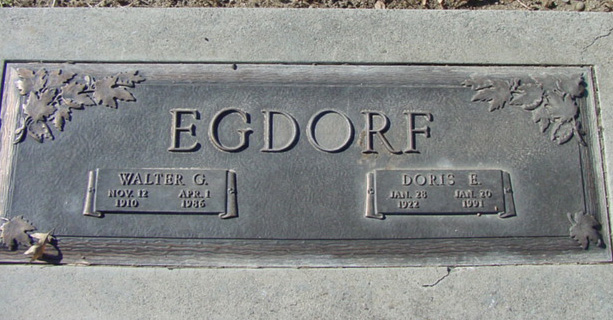 EGDORF
WALTER G. DORIS E.
NOV. 12 APR. 1 JAN. 28 JAN. 20
1910 1986 1922 1991